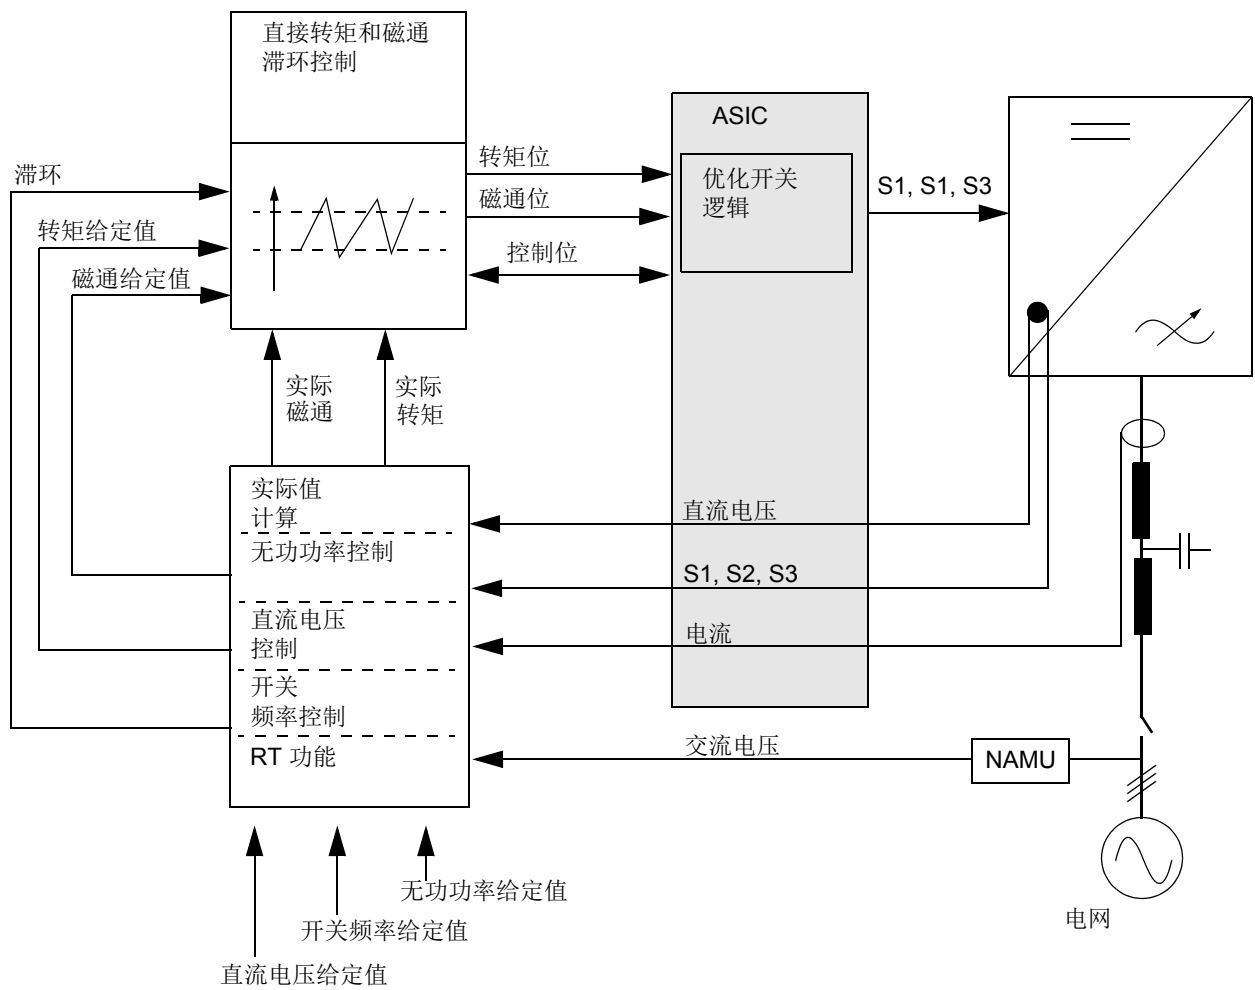 直接转矩和磁通
滞环控制
ASIC
优化开关
逻辑
滞环
转矩给定值
磁通给定值
转矩位
磁通位
控制位
S1, S1, S3
实际
磁通
实际
转矩
实际值
计算
无功功率控制
直流电压
控制
开关
频率控制
RT 功能
直流电压
S1, S2, S3
电流
交流电压
NAMU
无功功率给定值
开关频率给定值
直流电压给定值
电网